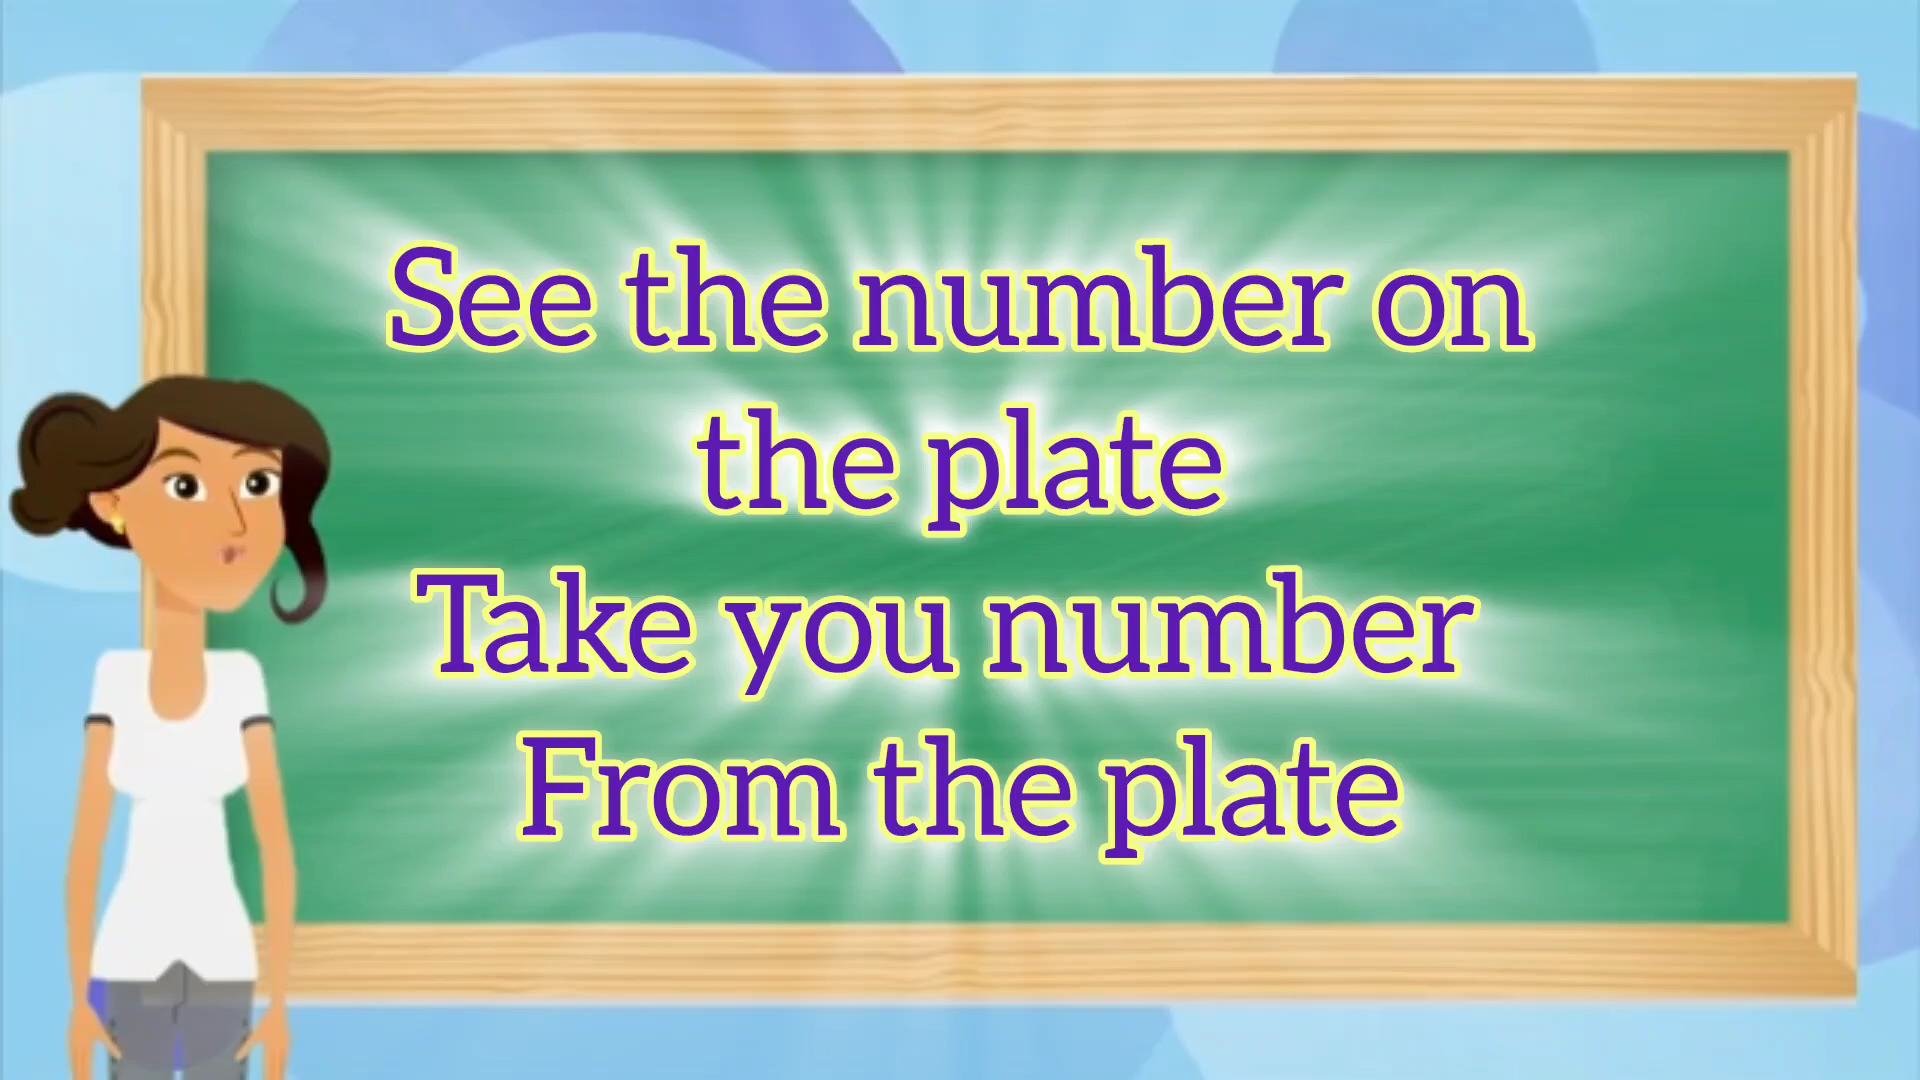 See the number on
the plate
Take you number
From the plate